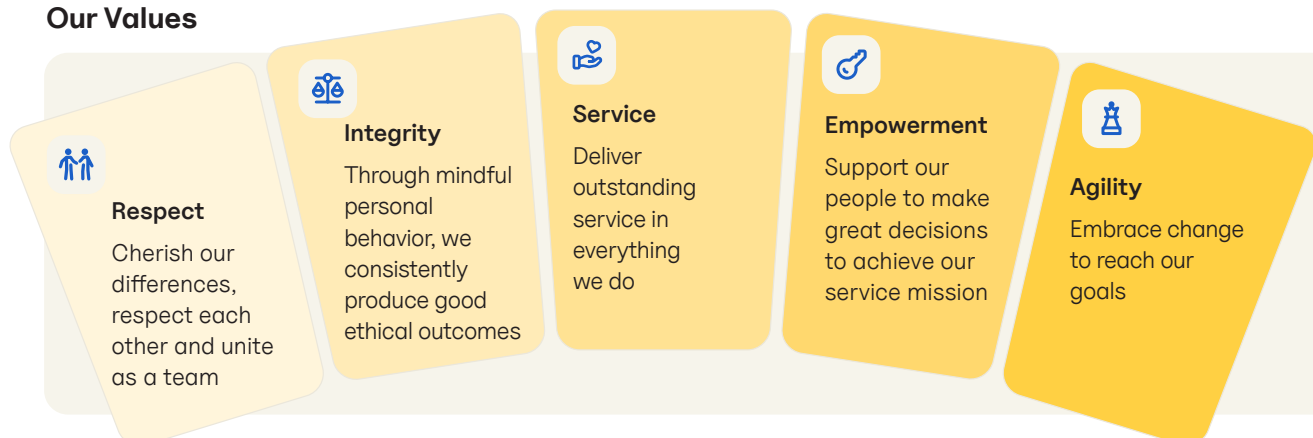 Our Values
Respect
Cherish our
differences,
respect each
other and unite
as a team
Integrity
Through mindful
personal
behavior, we
consistently
produce good
ethical outcomes
Service
Deliver
outstanding
service in
everything
we do
Empowerment
Support our
people to make
great decisions
to achieve our
service mission
Agility
Embrace change
to reach our
goals